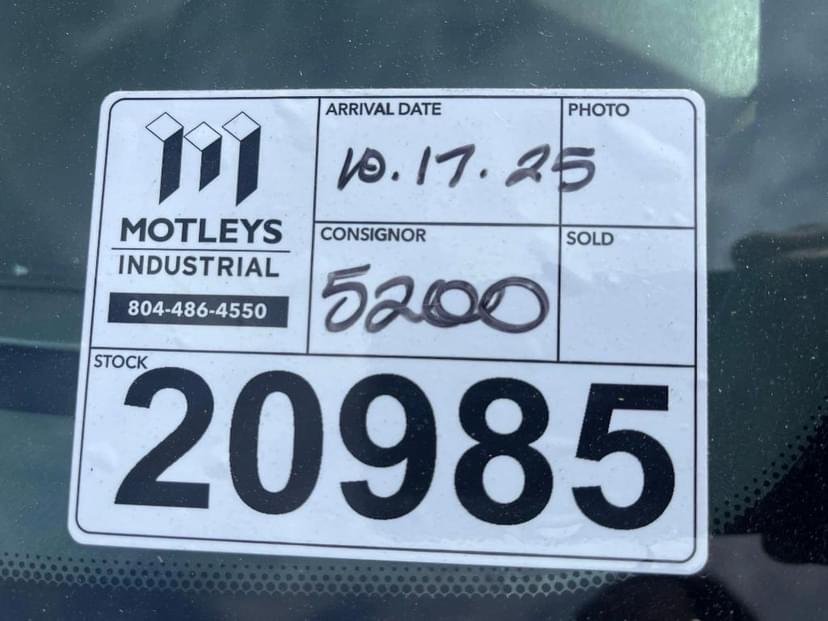 MOTLEYS
INDUSTRIAL
804-486-4550
ARRIVAL DATE
10.17.25
PHOTO
CONSIGNOR
5200
SOLD
STOCK
20985